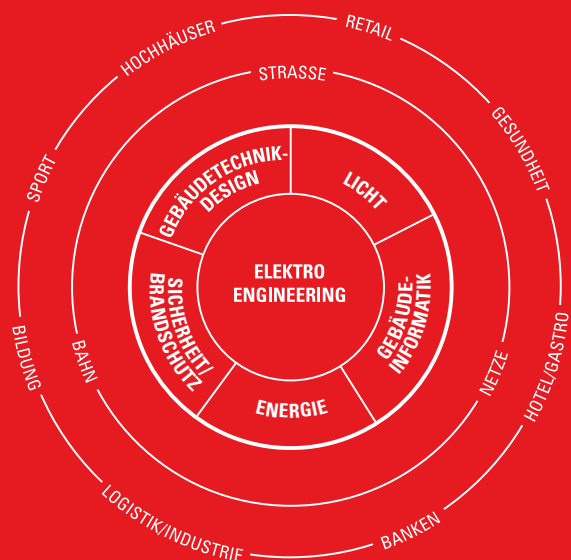 HOCHHÄUSER
RETAIL
GESUNDHEIT
HOTEL/GASTRO
BANKEN
LOGISTIK/INDUSTRIE
BILDUNG
SPORT
STRASSE
NETZE
BAHN
GEBÄUDETECHNIK-
DESIGN
LICHT
GEBÄUDE-
INFORMATIK
ENERGIE
SICHERHEIT/
BRANDSCHUTZ
ELEKTRO
ENGINEERING